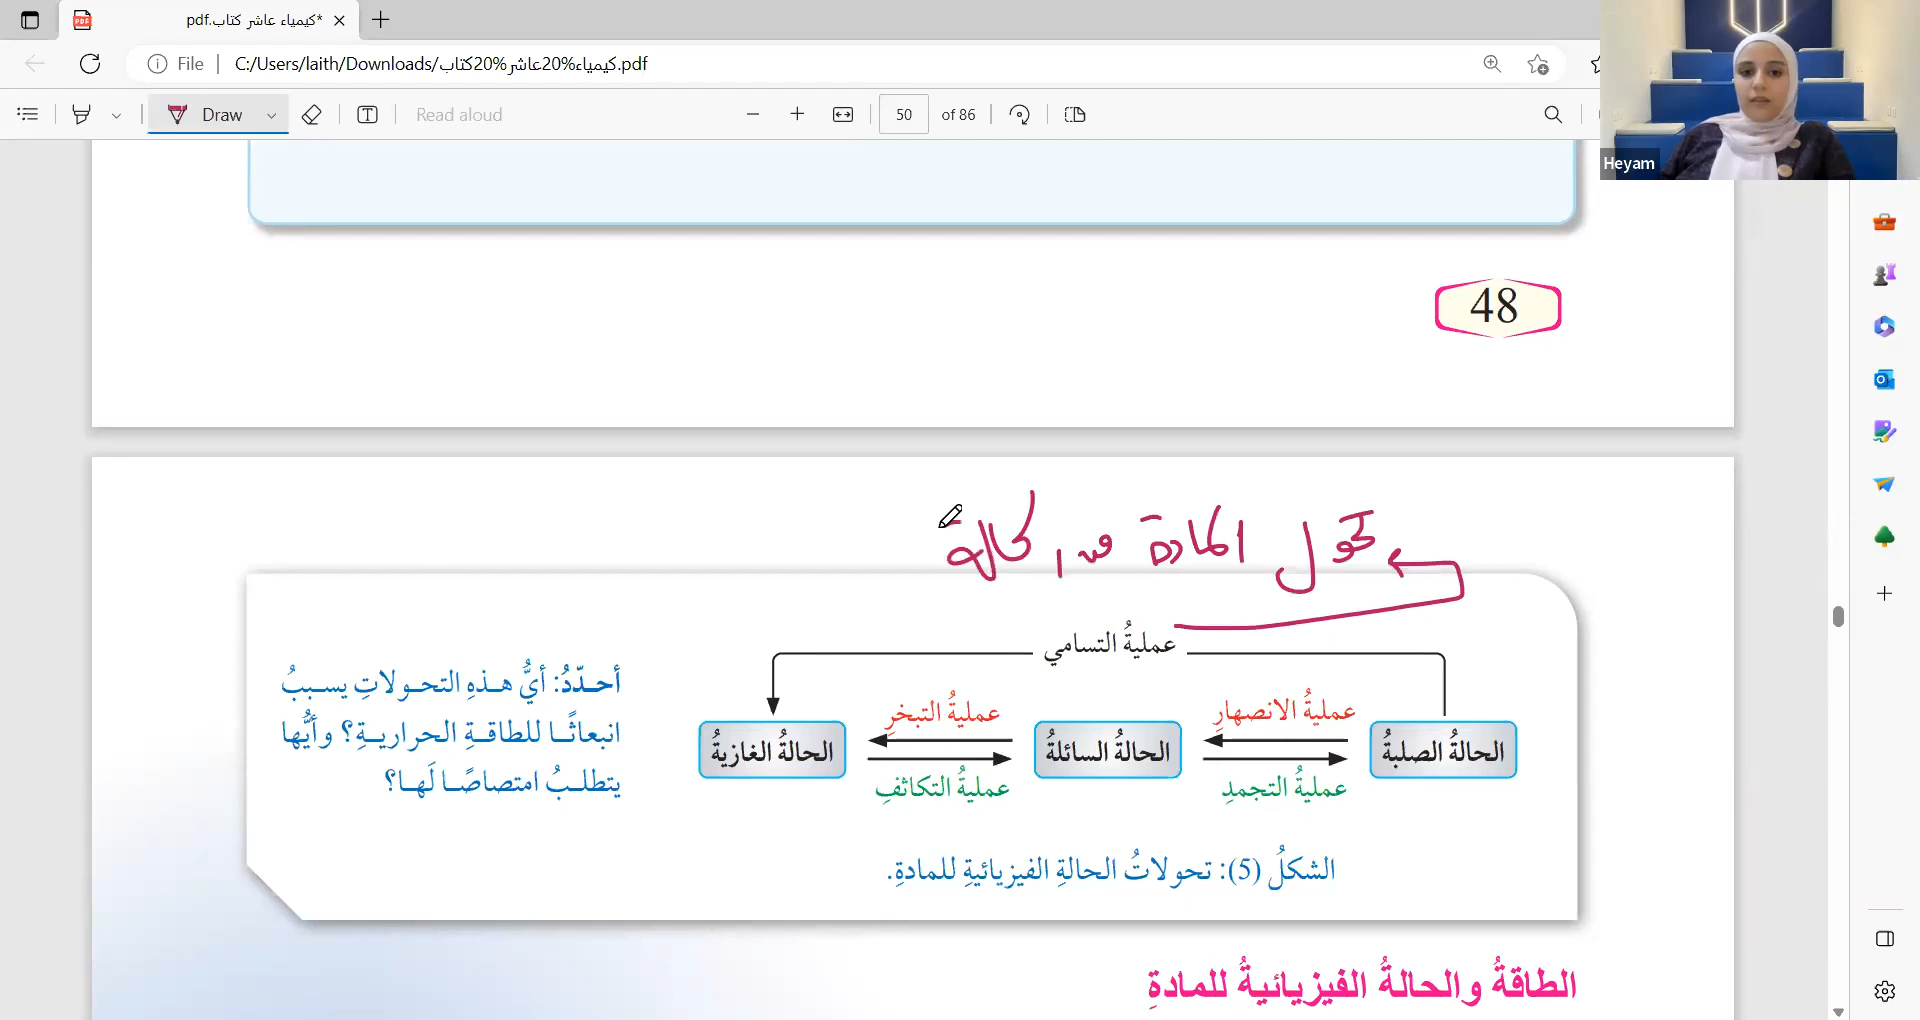 كيمياء عاشر كتاب.pdf*
File
C:/Users/laith/Downloads/كيمياء%20عاشر%20كتاب.pdf
Draw
Read aloud
50 of 86
Heyam
48
تحول المادة من الحالة
عمليةُ التسامي
عمليةُ الانصهارِ
عمليةُ التبخرِ
الحالةُ الصلبةُ
الحالةُ السائلةُ
الحالةُ الغازيةُ
عمليةُ التجمدِ
عمليةُ التكاثفِ
أحدّدُ: أيُّ هذهِ التحولاتِ يسببُ
انبعاثًا للطاقةِ الحراريةِ؟ وأيُّها
يتطلبُ امتصاصًا لَها؟
الشكلُ (5): تحولاتُ الحالةِ الفيزيائيةِ للمادةِ.
الطاقةُ والحالةُ الفيزيائيةُ للمادةِ